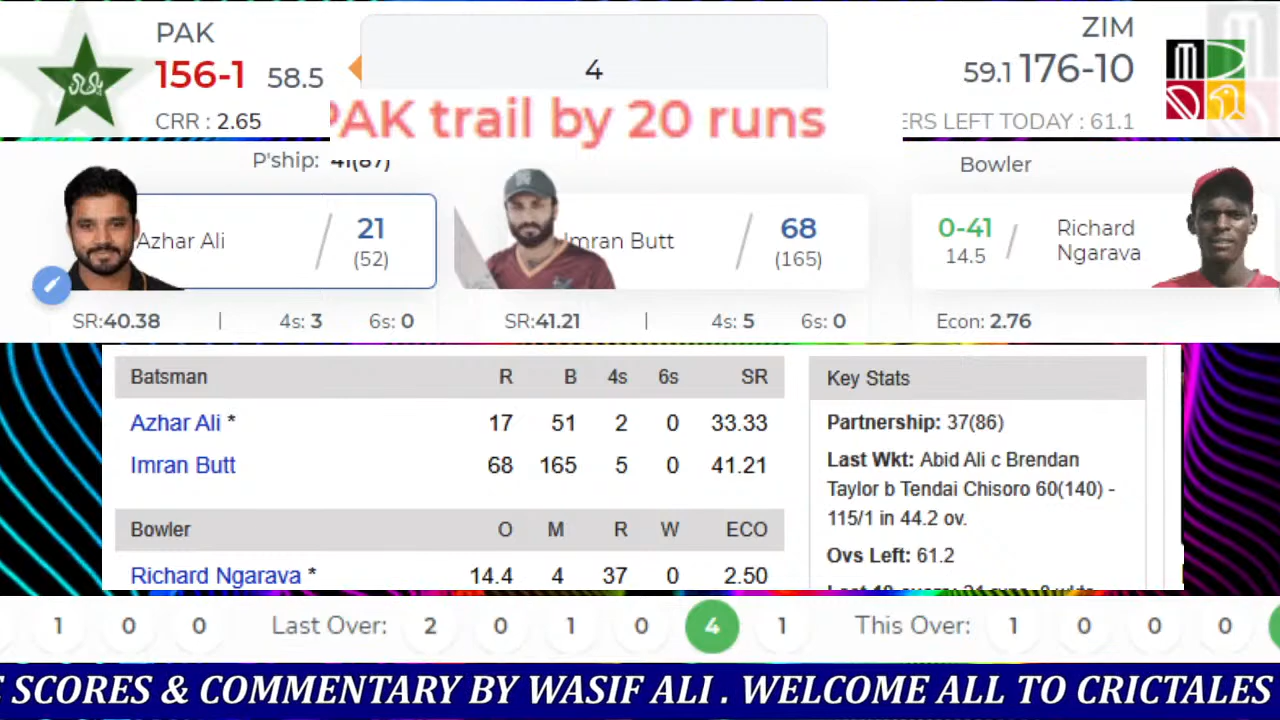 PAK
156-1 58.5
CRR : 2.65
4
PAK trail by 20 runs
ZIM
59.1 176-10
ERS LEFT TODAY : 61.1
P'ship: 41(87)
Azhar Ali
21
(52)
Imran Butt
68
(165)
Bowler
0-41
14.5
Richard
Ngarava
SR:40.38 | 4s: 3 6s: 0
SR:41.21 | 4s: 5 6s: 0
Econ: 2.76
Batsman R B 4s 6s SR
Azhar Ali * 17 51 2 0 33.33
Imran Butt 68 165 5 0 41.21
Bowler O M R W ECO
Richard Ngarava * 14.4 4 37 0 2.50
Key Stats
Partnership: 37(86)
Last Wkt: Abid Ali c Brendan
Taylor b Tendai Chisoro 60(140) -
115/1 in 44.2 ov.
Ovs Left: 61.2
1 0 0 Last Over: 2 0 1 0 4 1 This Over: 1 0 0 0
E SCORES & COMMENTARY BY WASIF ALI . WELCOME ALL TO CRICTALES